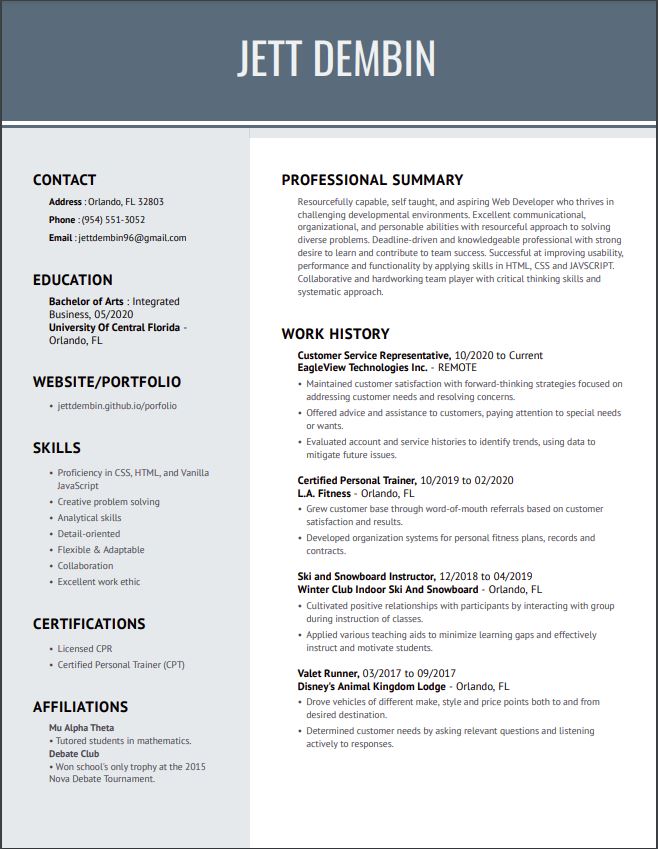 JETT DEMBIN
CONTACT
Address : Orlando, FL 32803
Phone : (954) 551-3052
Email : jettdembin96@gmail.com
EDUCATION
Bachelor of Arts : Integrated
Business, 05/2020
University Of Central Florida -
Orlando, FL
WEBSITE/PORTFOLIO
• jettdembin.github.io/porfolio
SKILLS
• Proficiency in CSS, HTML, and Vanilla
JavaScript
• Creative problem solving
• Analytical skills
• Detail-oriented
• Flexible & Adaptable
• Collaboration
• Excellent work ethic
CERTIFICATIONS
• Licensed CPR
• Certified Personal Trainer (CPT)
AFFILIATIONS
Mu Alpha Theta
• Tutored students in mathematics.
Debate Club
• Won school's only trophy at the 2015
Nova Debate Tournament.
PROFESSIONAL SUMMARY
Resourcefully capable, self taught, and aspiring Web Developer who thrives in
challenging developmental environments. Excellent communicational,
organizational, and personable abilities with resourceful approach to solving
diverse problems. Deadline-driven and knowledgeable professional with strong
desire to learn and contribute to team success. Successful at improving usability,
performance and functionality by applying skills in HTML, CSS and JAVSCRIPT.
Collaborative and hardworking team player with critical thinking skills and
systematic approach.
WORK HISTORY
Customer Service Representative, 10/2020 to Current
EagleView Technologies Inc. - REMOTE
• Maintained customer satisfaction with forward-thinking strategies focused on
addressing customer needs and resolving concerns.
• Offered advice and assistance to customers, paying attention to special needs
or wants.
• Evaluated account and service histories to identify trends, using data to
mitigate future issues.
Certified Personal Trainer, 10/2019 to 02/2020
L.A. Fitness - Orlando, FL
• Grew customer base through word-of-mouth referrals based on customer
satisfaction and results.
• Developed organization systems for personal fitness plans, records and
contracts.
Ski and Snowboard Instructor, 12/2018 to 04/2019
Winter Club Indoor Ski And Snowboard - Orlando, FL
• Cultivated positive relationships with participants by interacting with group
during instruction of classes.
• Applied various teaching aids to minimize learning gaps and effectively
instruct and motivate students.
Valet Runner, 03/2017 to 09/2017
Disney's Animal Kingdom Lodge - Orlando, FL
• Drove vehicles of different make, style and price points both to and from
desired destination.
• Determined customer needs by asking relevant questions and listening
actively to responses.